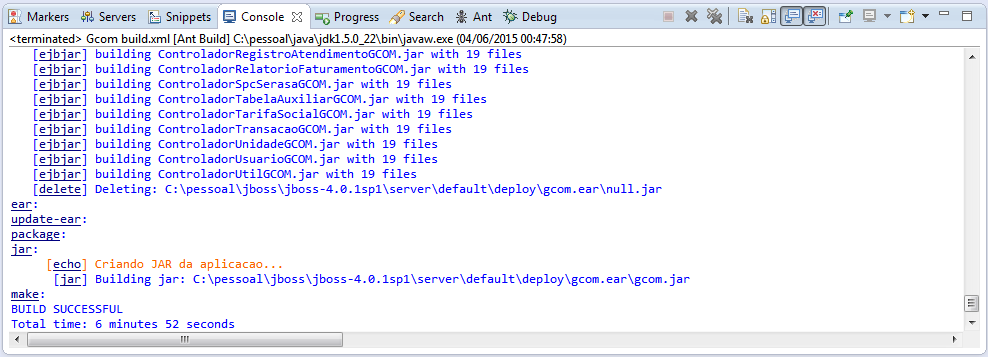 Markers Servers Snippets Console Progress Search Ant Debug
<terminated> Gcom build.xml [Ant Build] C:\pessoal\java\jdk1.5.0_22\bin\javaw.exe (04/06/2015 00:47:58)
[ejbjar] building ControladorRegistroAtendimentoGCOM.jar with 19 files
[ejbjar] building ControladorRelatorioFaturamentoGCOM.jar with 19 files
[ejbjar] building ControladorSpcSerasaGCOM.jar with 19 files
[ejbjar] building ControladorTabelaAuxiliarGCOM.jar with 19 files
[ejbjar] building ControladorTarifaSocialGCOM.jar with 19 files
[ejbjar] building ControladorTransacaoGCOM.jar with 19 files
[ejbjar] building ControladorUnidadeGCOM.jar with 19 files
[ejbjar] building ControladorUsuarioGCOM.jar with 19 files
[ejbjar] building ControladorUtilGCOM.jar with 19 files
[delete] Deleting: C:\pessoal\jboss\jboss-4.0.1sp1\server\default\deploy\gcom.ear\null.jar
ear:
update-ear:
package:
jar:
[echo] Criando JAR da aplicacao...
[jar] Building jar: C:\pessoal\jboss\jboss-4.0.1sp1\server\default\deploy\gcom.ear\gcom.jar
make:
BUILD SUCCESSFUL
Total time: 6 minutes 52 seconds